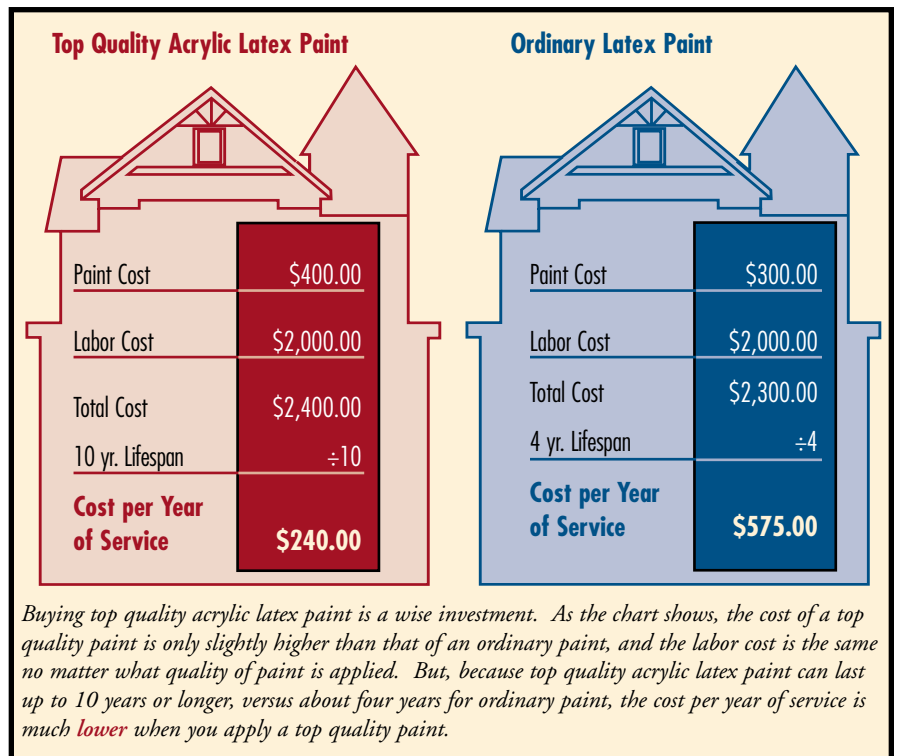 Top Quality Acrylic Latex Paint
Paint Cost $400.00
Labor Cost $2,000.00
Total Cost $2,400.00
10 yr. Lifespan ÷10
Cost per Year
of Service $240.00
Ordinary Latex Paint
Paint Cost $300.00
Labor Cost $2,000.00
Total Cost $2,300.00
4 yr. Lifespan ÷4
Cost per Year
of Service $575.00
Buying top quality acrylic latex paint is a wise investment. As the chart shows, the cost of a top
quality paint is only slightly higher than that of an ordinary paint, and the labor cost is the same
no matter what quality of paint is applied. But, because top quality acrylic latex paint can last
up to 10 years or longer, versus about four years for ordinary paint, the cost per year of service is
much lower when you apply a top quality paint.